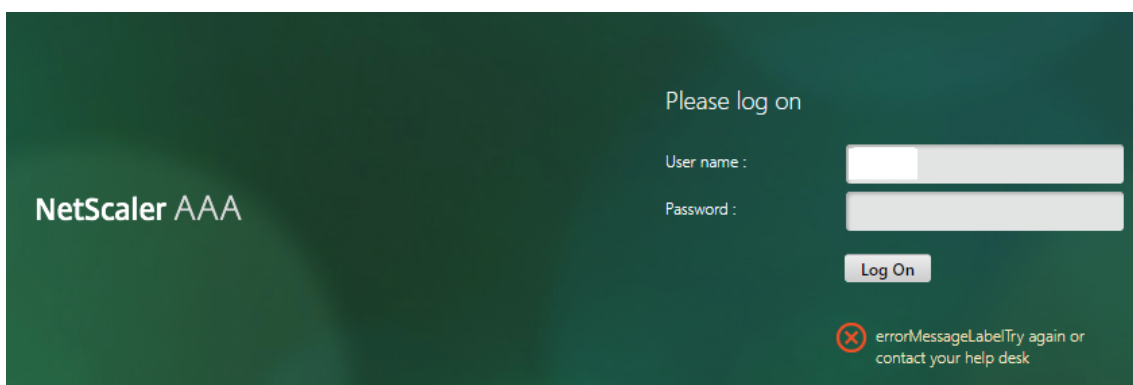 Please log on
User name :
NetScaler AAA
Password :
Log On
errorMessageLabelTry again or
contact your help desk